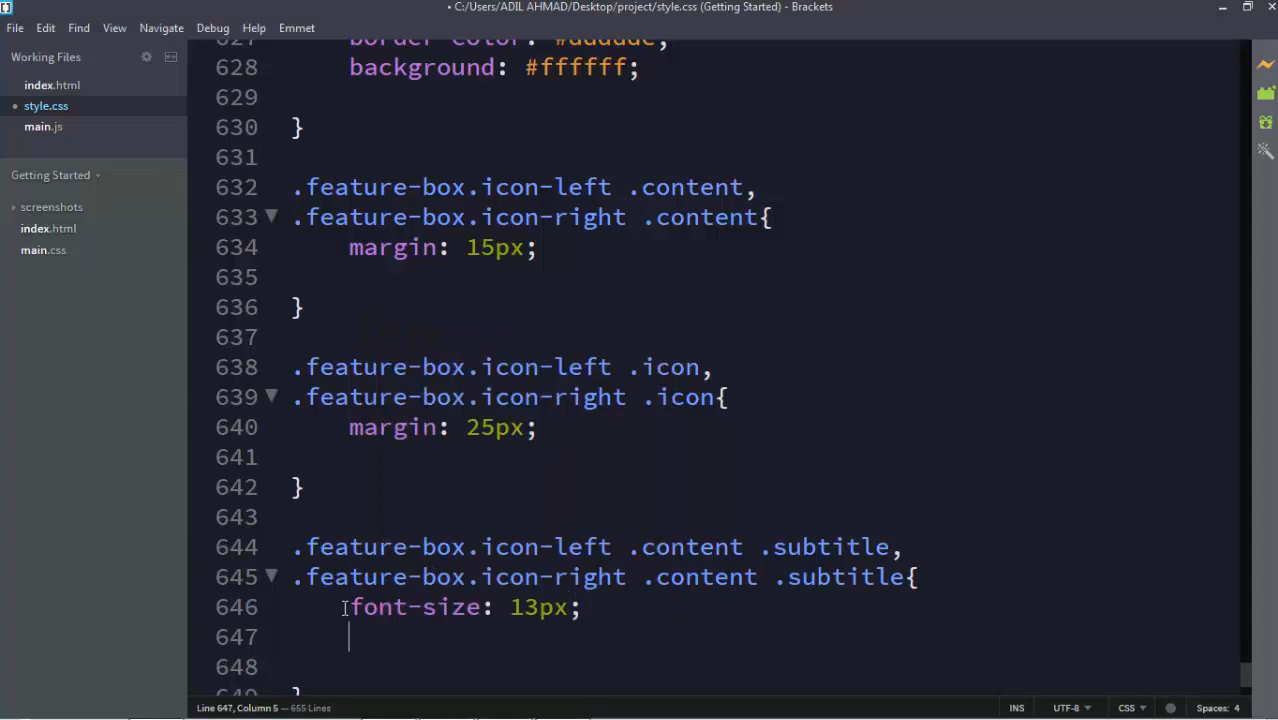 • C:/Users/ADIL AHMAD/Desktop/project/style.css (Getting Started) - Brackets
File Edit Find View Navigate Debug Help Emmet
Working Files
index.html
• style.css
main.js
Getting Started
screenshots
index.html
main.css
627 border-color: #dddddc;
628 background: #ffffff;
629
630 }
631
632 .feature-box.icon-left .content,
633 .feature-box.icon-right .content{
634 margin: 15px;
635
636 }
637
638 .feature-box.icon-left .icon,
639 .feature-box.icon-right .icon{
640 margin: 25px;
641
642 }
643
644 .feature-box.icon-left .content .subtitle,
645 .feature-box.icon-right .content .subtitle{
646 font-size: 13px;
647
648
649 }
Line 647, Column 5 — 655 Lines
INS UTF-8 CSS Spaces: 4